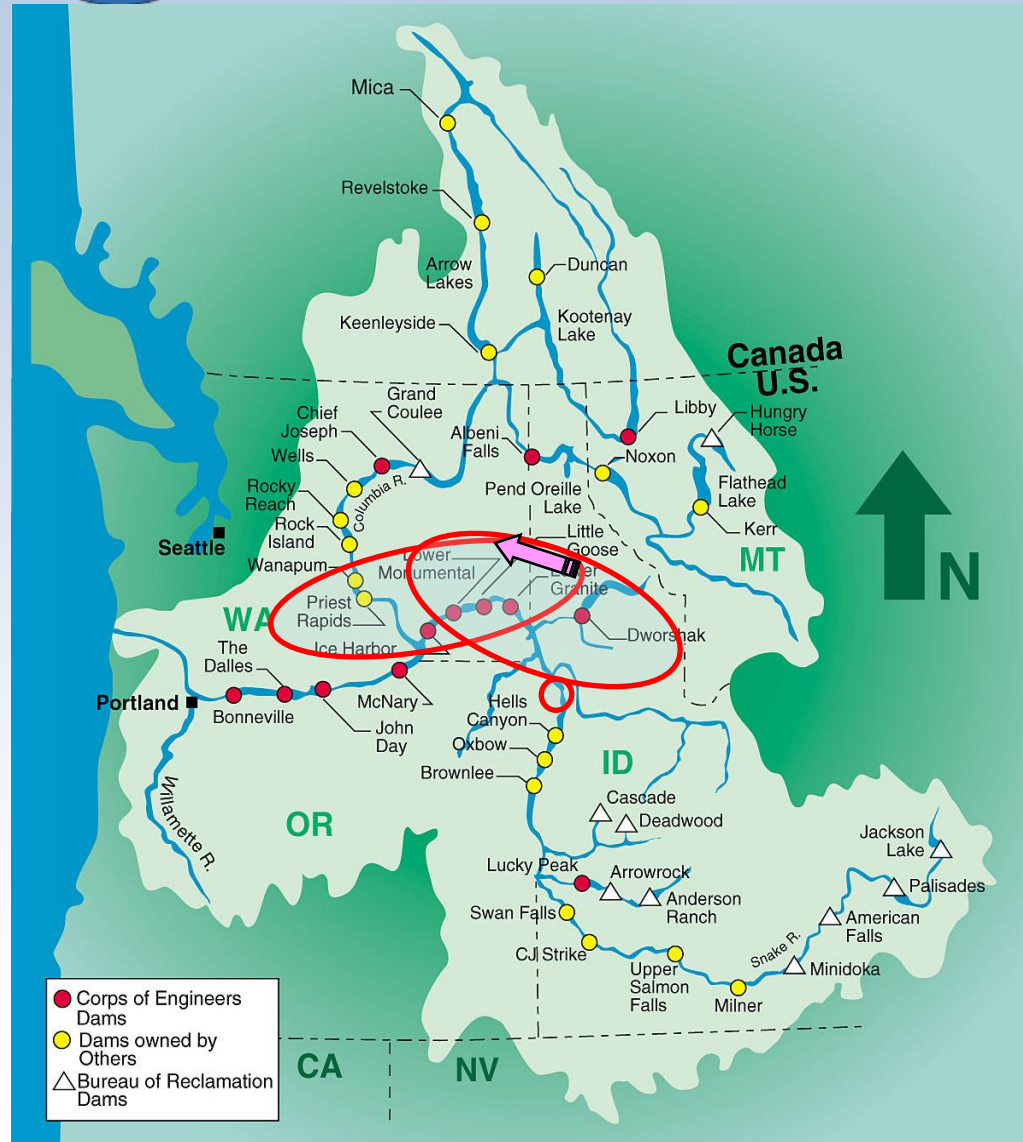 Mica
Revelstoke
Arrow
Lakes
Duncan
Kootenay
Lake
Keenleyside
Canada
U.S.
Grand
Coulee
Chief
Joseph
Libby
Hungry
Horse
Albeni
Falls
Wells
Noxon
Columbia R.
Rocky
Reach
Pend Oreille
Lake
Flathead
Lake
Rock
Island
Kerr
Seattle
Little
Goose
N
MT
Wanapum
Lower
Monumental
Lower
Granite
Priest
Rapids
WA
Ice Harbor
Dworshak
The
Dalles
Portland
Bonneville
McNary
John
Day
Hells
Canyon
Oxbow
Brownlee
ID
Willamette R.
OR
Cascade
Deadwood
Jackson
Lake
Lucky Peak
Arrowrock
Palisades
Anderson
Ranch
Swan Falls
American
Falls
CJ Strike
Snake R.
Upper
Salmon
Falls
Minidoka
Milner
Corps of Engineers
Dams
Dams owned by
Others
Bureau of Reclamation
Dams
CA
NV